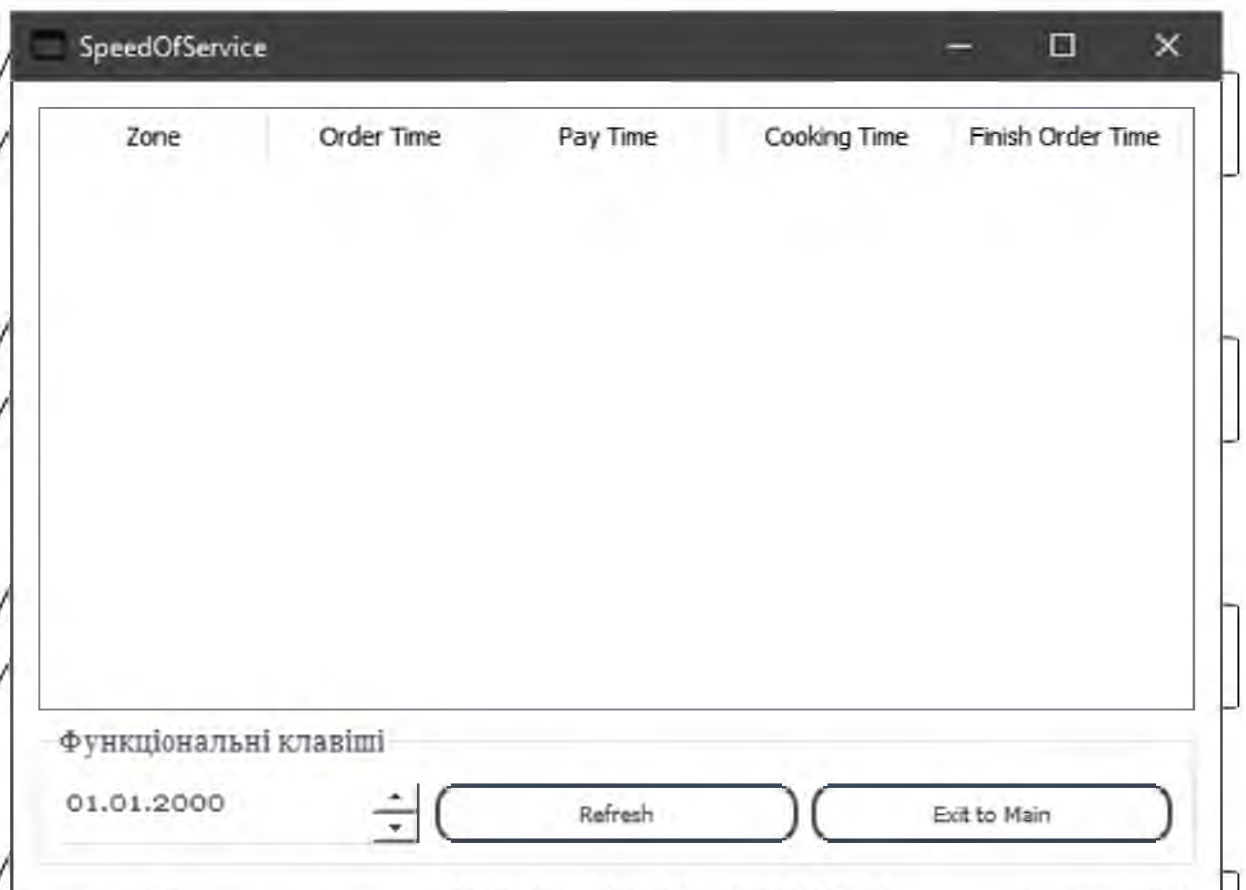 SpeedOfService
Zone Order Time Pay Time Cooking Time Finish Order Time
Функціональні клавіші
01.01.2000 Refresh Exit to Main